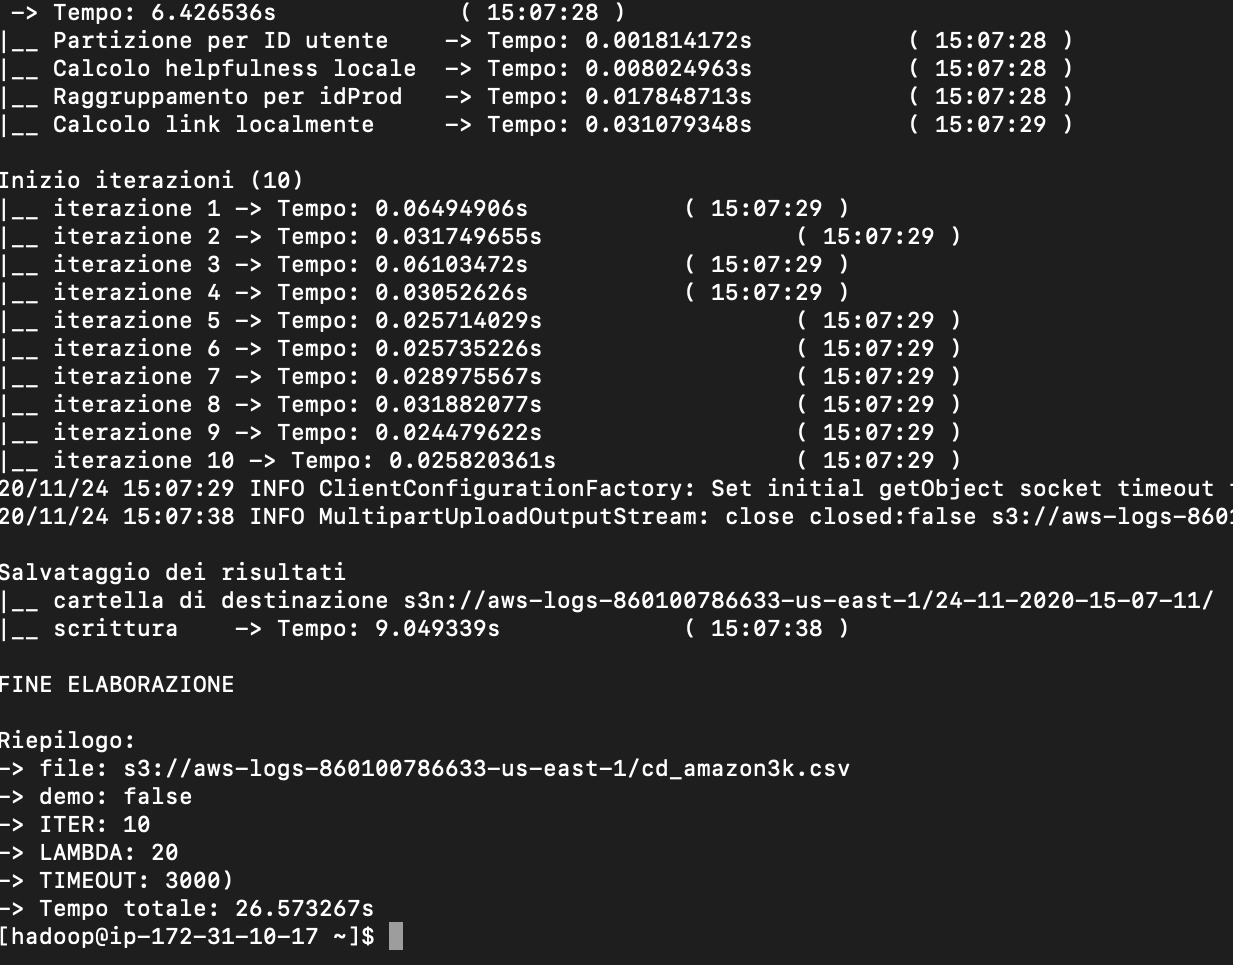 -> Tempo: 6.426536s ( 15:07:28 )
|__ Partizione per ID utente -> Tempo: 0.001814172s ( 15:07:28 )
|__ Calcolo helpfulness locale -> Tempo: 0.008024963s ( 15:07:28 )
|__ Raggruppamento per idProd -> Tempo: 0.017848713s ( 15:07:28 )
|__ Calcolo link localmente -> Tempo: 0.031079348s ( 15:07:29 )
Inizio iterazioni (10)
|__ iterazione 1 -> Tempo: 0.06494906s ( 15:07:29 )
|__ iterazione 2 -> Tempo: 0.031749655s ( 15:07:29 )
|__ iterazione 3 -> Tempo: 0.06103472s ( 15:07:29 )
|__ iterazione 4 -> Tempo: 0.03052626s ( 15:07:29 )
|__ iterazione 5 -> Tempo: 0.025714029s ( 15:07:29 )
|__ iterazione 6 -> Tempo: 0.025735226s ( 15:07:29 )
|__ iterazione 7 -> Tempo: 0.028975567s ( 15:07:29 )
|__ iterazione 8 -> Tempo: 0.031882077s ( 15:07:29 )
|__ iterazione 9 -> Tempo: 0.024479622s ( 15:07:29 )
|__ iterazione 10 -> Tempo: 0.025820361s ( 15:07:29 )
20/11/24 15:07:29 INFO ClientConfigurationFactory: Set initial getObject socket timeout
20/11/24 15:07:38 INFO MultipartUploadOutputStream: close closed:false s3://aws-logs-8601
Salvataggio dei risultati
|__ cartella di destinazione s3n://aws-logs-860100786633-us-east-1/24-11-2020-15-07-11/
|__ scrittura -> Tempo: 9.049339s ( 15:07:38 )
FINE ELABORAZIONE
Riepilogo:
-> file: s3://aws-logs-860100786633-us-east-1/cd_amazon3k.csv
-> demo: false
-> ITER: 10
-> LAMBDA: 20
-> TIMEOUT: 3000)
-> Tempo totale: 26.573267s
[hadoop@ip-172-31-10-17 ~]$